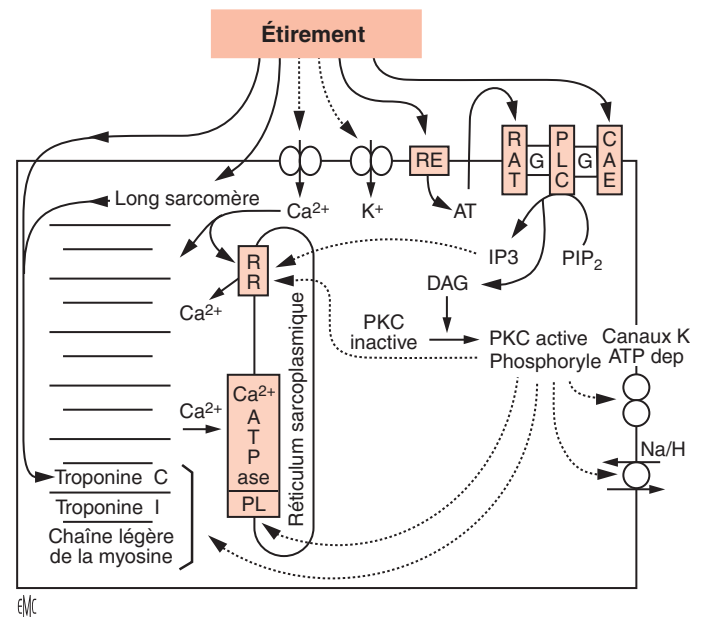 Étirement
RE
R
A
T
G
P
L
C
G
C
A
E
Long sarcomère
Ca2+
K+
AT
R
R
IP3
PIP2
Ca2+
DAG
Réticulum sarcoplasmique
PKC
inactive
PKC active
Phosphoryle
Canaux K
ATP dep
Ca2+
Ca2+
A
T
P
ase
PL
Na/H
Troponine C
Troponine I
Chaîne légère
de la myosine
EMC